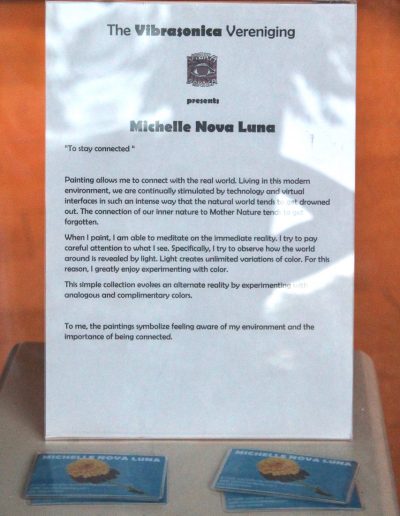 The Vibrasonica Vereniging
presents
Michelle Nova Luna
"To stay connected "
Painting allows me to connect with the real world. Living in this modern
environment, we are continually stimulated by technology and virtual
interfaces in such an intense way that the natural world tends to get drowned
out. The connection of our inner nature to Mother Nature tends to get
forgotten.
When I paint, I am able to meditate on the immediate reality. I try to pay
careful attention to what I see. Specifically, I try to observe how the world
around is revealed by light. Light creates unlimited variations of color. For this
reason, I greatly enjoy experimenting with color.
This simple collection evokes an alternate reality by experimenting with
analogous and complimentary colors.
To me, the paintings symbolize feeling aware of my environment and the
importance of being connected.
MICHELLE NOVA LUNA
MICHELLE NOVA LUNA